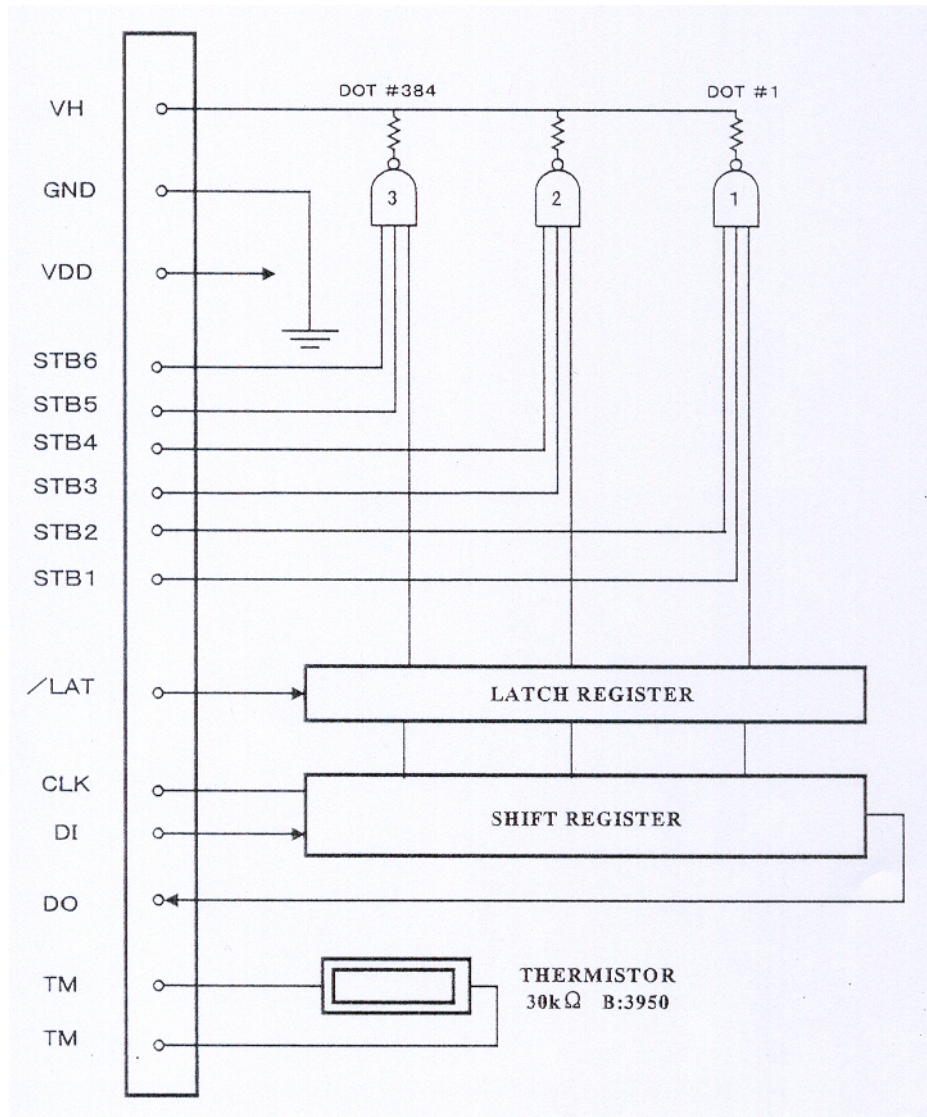 DOT #384
DOT #1
VH
3
2
1
GND
VDD
STB6
STB5
STB4
STB3
STB2
STB1
/LAT
LATCH REGISTER
CLK
SHIFT REGISTER
DI
DO
TM
THERMISTOR
30kΩ B:3950
TM